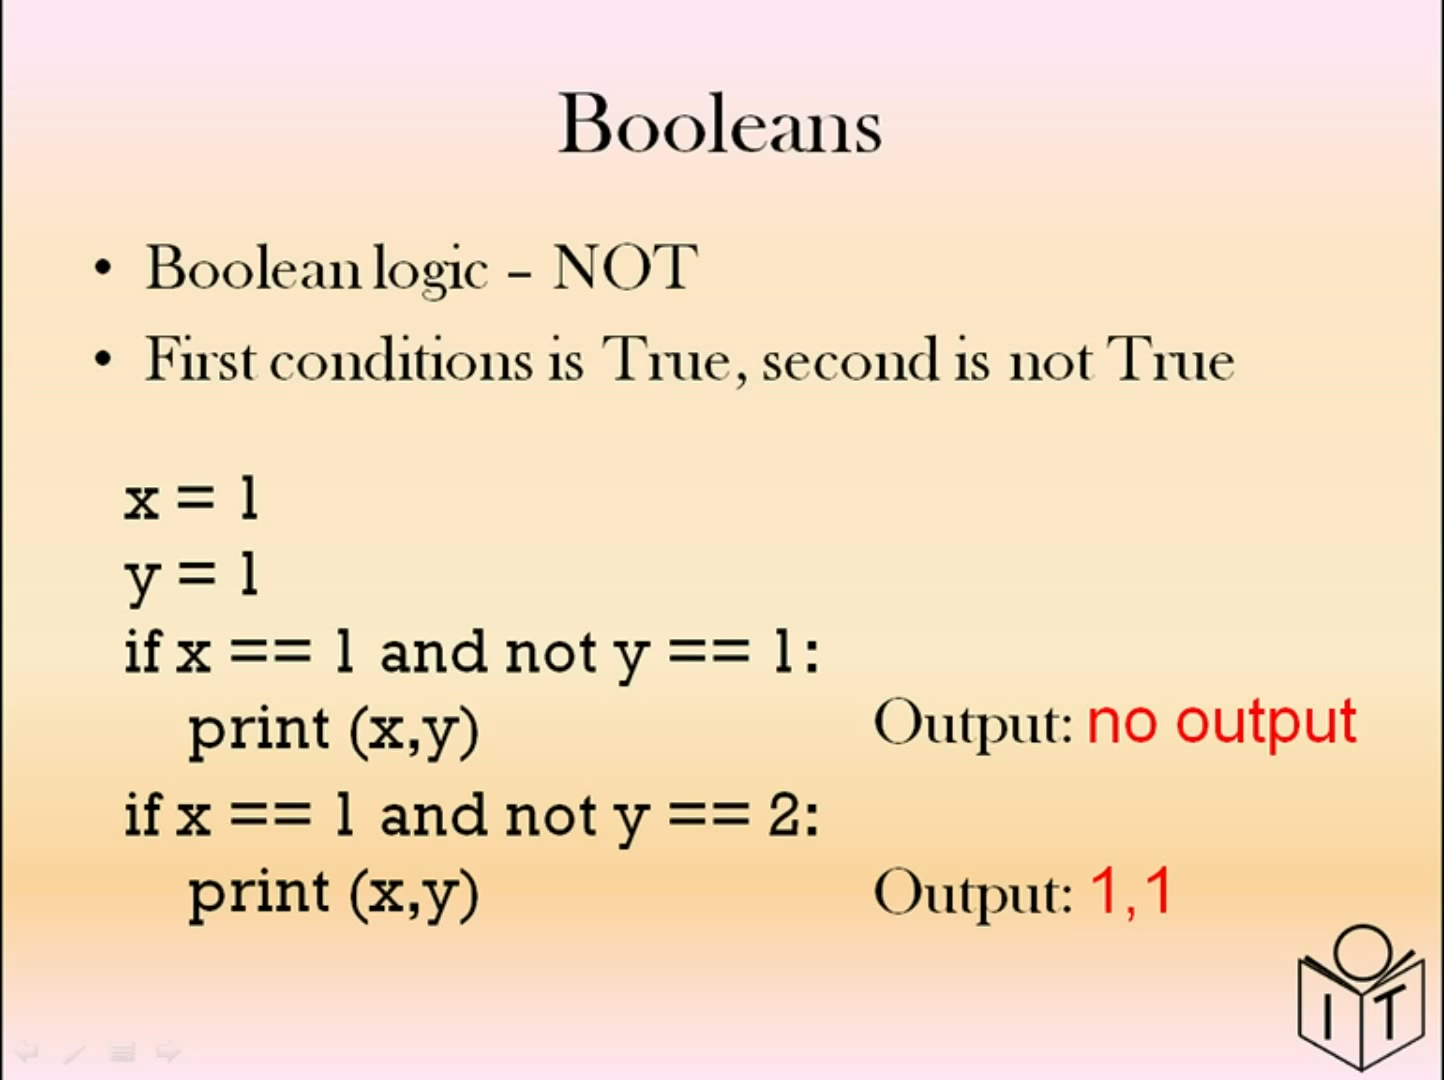 Booleans
• Boolean logic – NOT
• First conditions is True, second is not True
x = 1
y = 1
if x == 1 and not y == 1:
print (x,y)
Output: no output
if x == 1 and not y == 2:
print (x,y)
Output: 1,1
I T